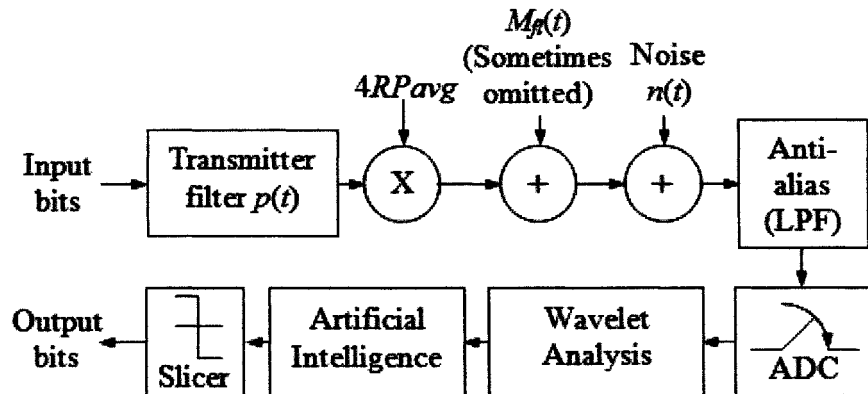 M_fl(t)
(Sometimes
omitted)
Noise
n(t)
4RPavg
Input
bits
Transmitter
filter p(t)
X
+
+
Anti-
alias
(LPF)
Output
bits
Slicer
Artificial
Intelligence
Wavelet
Analysis
ADC